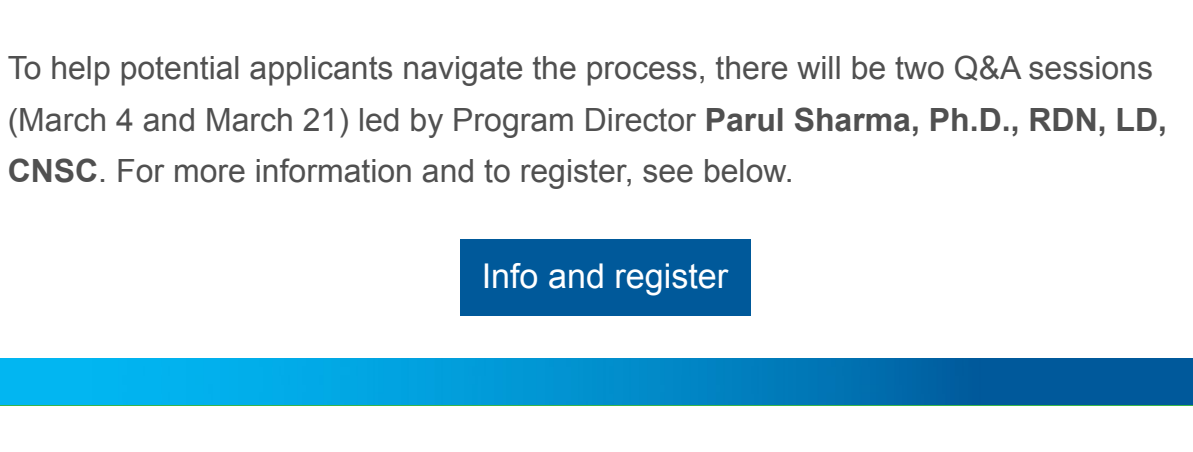 To help potential applicants navigate the process, there will be two Q&A sessions
(March 4 and March 21) led by Program Director Parul Sharma, Ph.D., RDN, LD,
CNSC. For more information and to register, see below.
Info and register